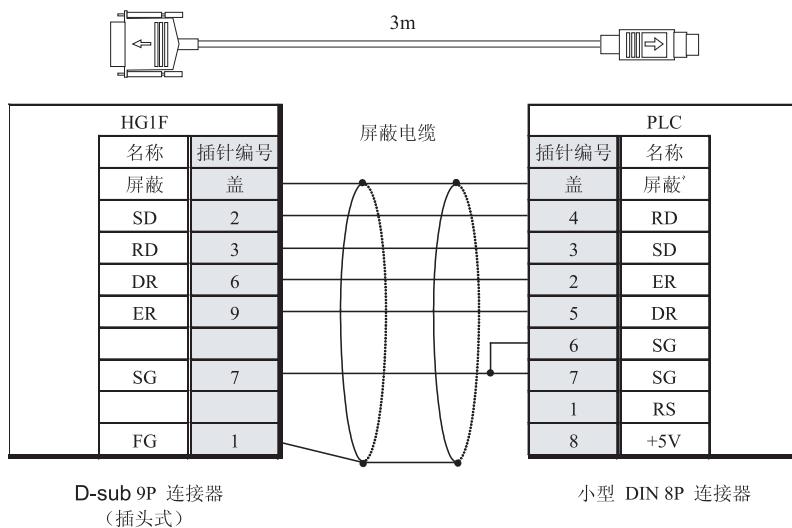 3m
HG1F
屏蔽电缆
PLC
名称 插针编号
插针编号 名称
屏蔽 盖
盖 屏蔽*
SD 2
4 RD
RD 3
3 SD
DR 6
2 ER
ER 9
5 DR
6 SG
SG 7
7 SG
1 RS
FG 1
8 +5V
D-sub 9P 连接器
(插头式)
小型 DIN 8P 连接器